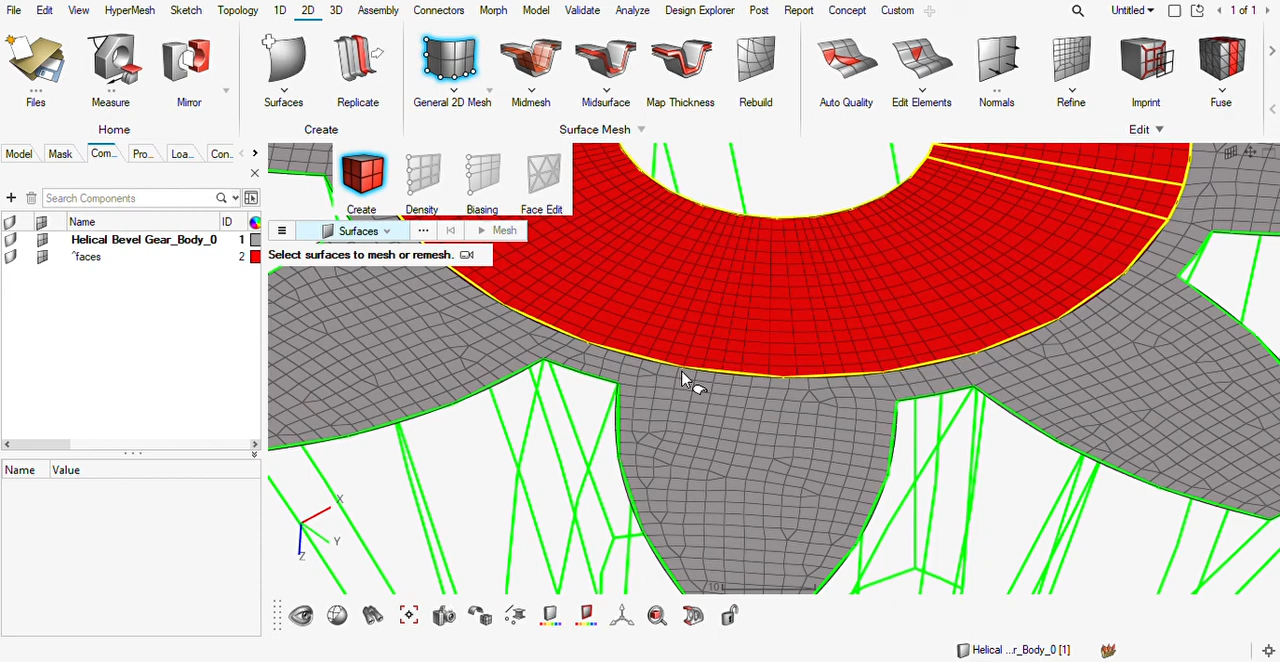 File Edit View HyperMesh Sketch Topology 1D 2D 3D Assembly Connectors Morph Model Validate Analyze Design Explorer Post Report Concept Custom Untitled 1 of 1
Files Measure Mirror Surfaces Replicate General 2D Mesh Midmesh Midsurface Map Thickness Rebuild Auto Quality Edit Elements Normals Refine Imprint Fuse
Home Create Surface Mesh Edit
Model Mask Com... Pro... Loa... Con..
Search Components
Name ID
Helical Bevel Gear_Body_0 1
^faces 2
Name Value
Create Density Biasing Face Edit
Surfaces ... Mesh
Select surfaces to mesh or remesh.
X
Y
Z
10
Helical ...r_Body_0 [1]